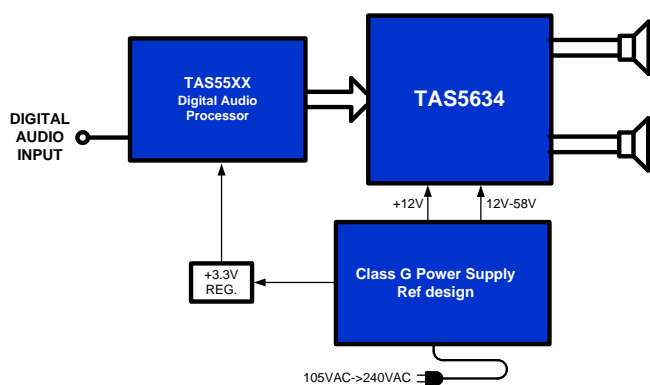 TAS55XX
Digital Audio
Processor
TAS5634
DIGITAL
AUDIO
INPUT
+12V
12V-58V
+3.3V
REG.
Class G Power Supply
Ref design
105VAC->240VAC